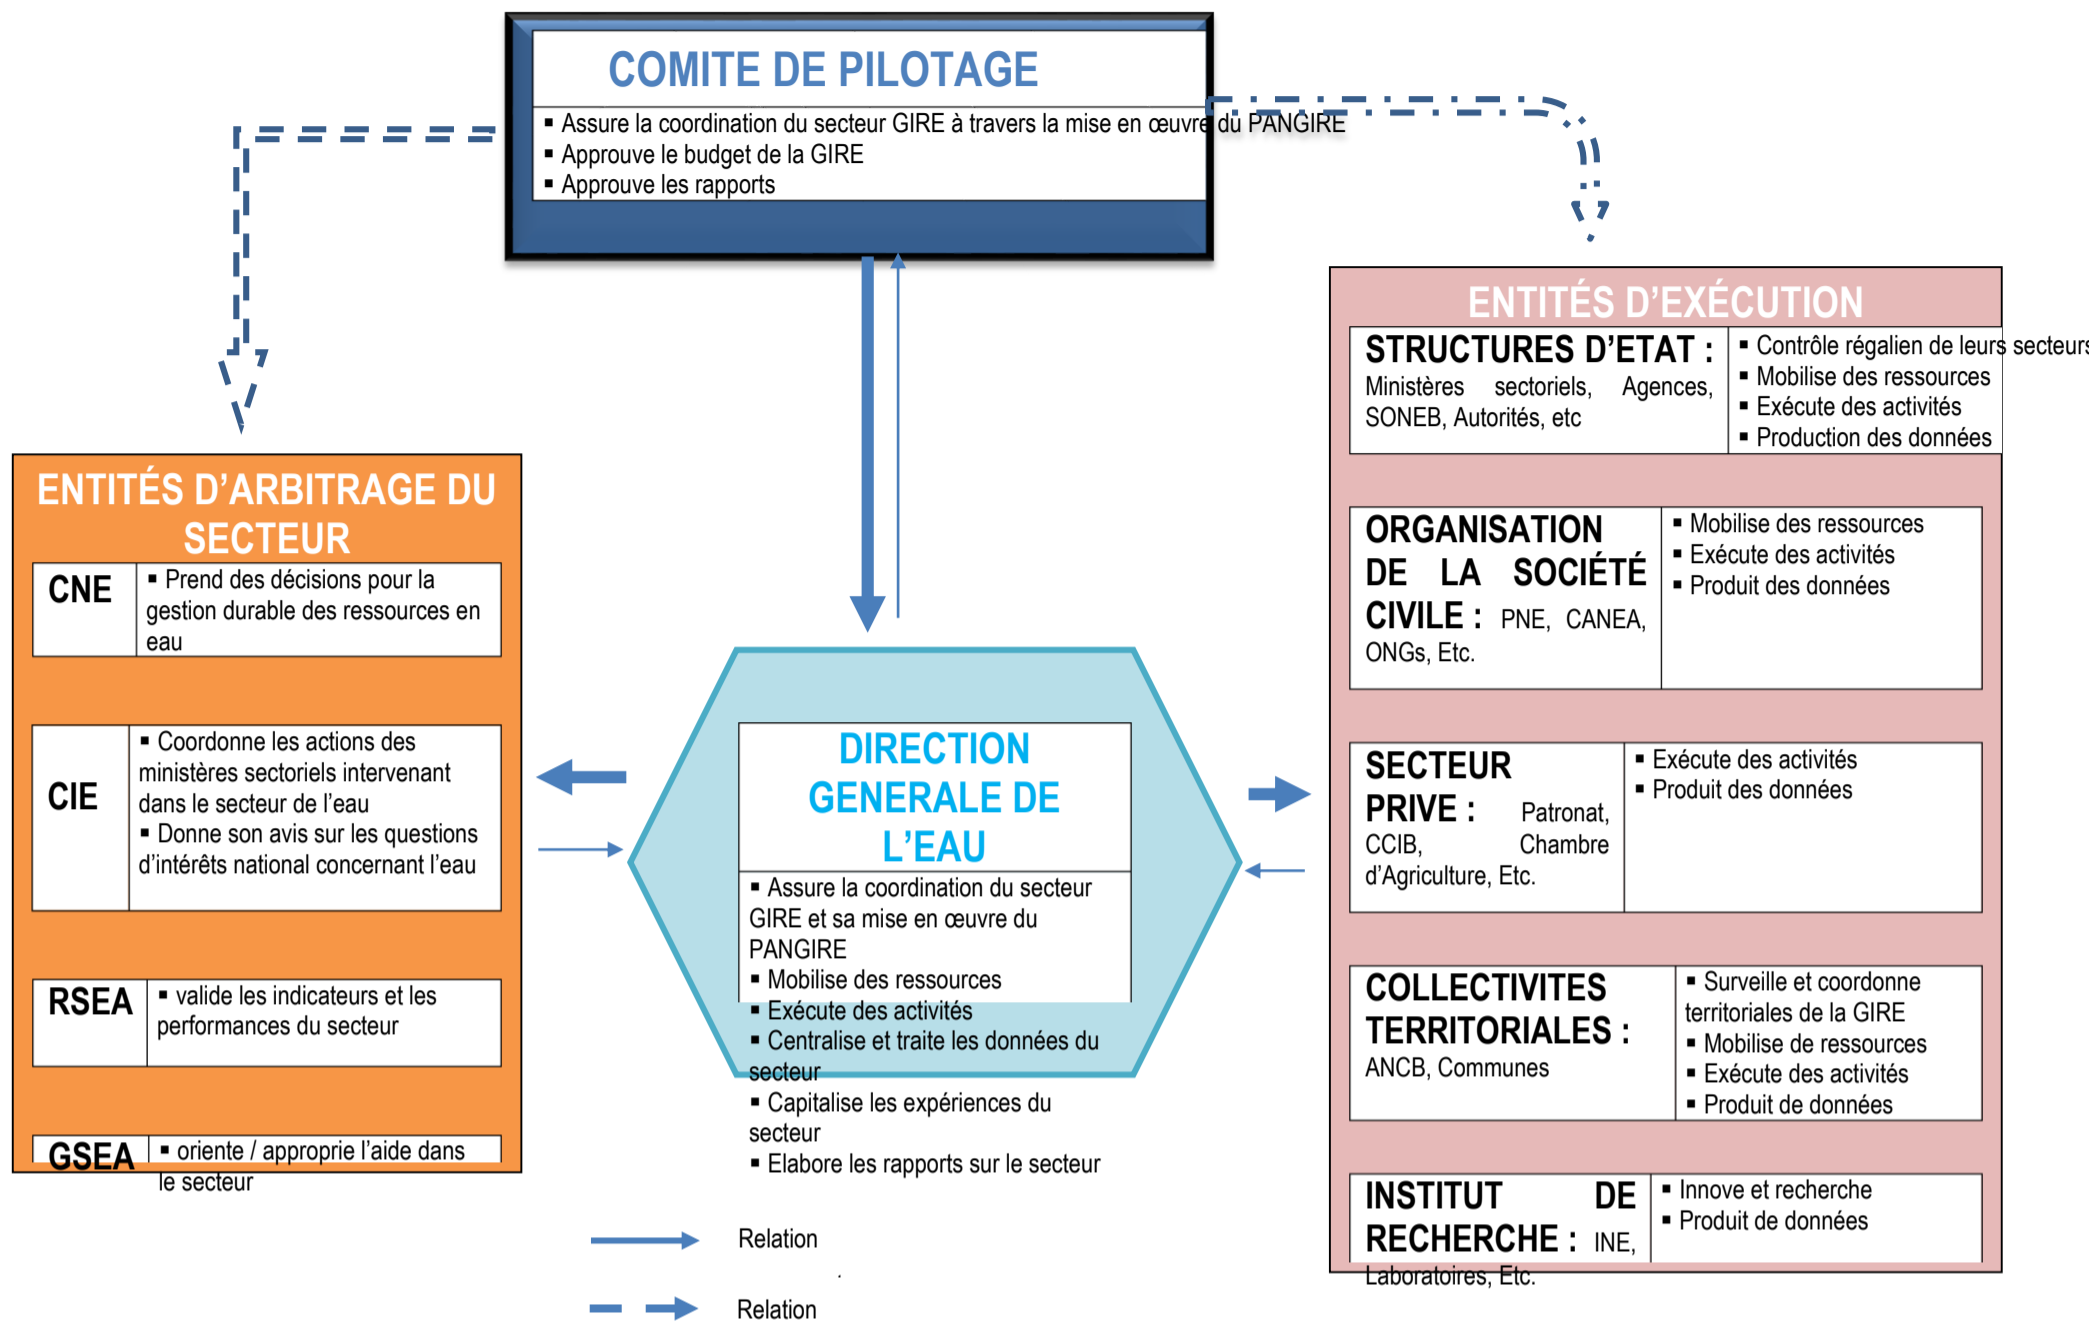 COMITE DE PILOTAGE
▪ Assure la coordination du secteur GIRE à travers la mise en œuvre du PANGIRE
▪ Approuve le budget de la GIRE
▪ Approuve les rapports
ENTITÉS D’ARBITRAGE DU
SECTEUR
CNE
▪ Prend des décisions pour la
gestion durable des ressources en
eau
CIE
▪ Coordonne les actions des
ministères sectoriels intervenant
dans le secteur de l’eau
▪ Donne son avis sur les questions
d’intérêts national concernant l’eau
RSEA
▪ valide les indicateurs et les
performances du secteur
GSEA
▪ oriente / approprie l’aide dans
le secteur
DIRECTION
GENERALE DE
L’EAU
▪ Assure la coordination du secteur
GIRE et sa mise en œuvre du
PANGIRE
▪ Mobilise des ressources
▪ Exécute des activités
▪ Centralise et traite les données du
secteur
▪ Capitalise les expériences du
secteur
▪ Elabore les rapports sur le secteur
ENTITÉS D’EXÉCUTION
STRUCTURES D’ETAT :
Ministères sectoriels, Agences,
SONEB, Autorités, etc
▪ Contrôle régalien de leurs secteurs
▪ Mobilise des ressources
▪ Exécute des activités
▪ Production des données
ORGANISATION
DE LA SOCIÉTÉ
CIVILE : PNE, CANEA,
ONGs, Etc.
▪ Mobilise des ressources
▪ Exécute des activités
▪ Produit des données
SECTEUR
PRIVE : Patronat,
CCIB, Chambre
d’Agriculture, Etc.
▪ Exécute des activités
▪ Produit des données
COLLECTIVITES
TERRITORIALES :
ANCB, Communes
▪ Surveille et coordonne
territoriales de la GIRE
▪ Mobilise de ressources
▪ Exécute des activités
▪ Produit de données
INSTITUT DE
RECHERCHE : INE,
Laboratoires, Etc.
▪ Innove et recherche
▪ Produit de données
Relation
.
Relation